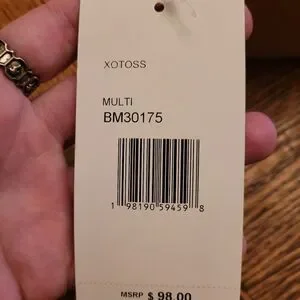 XOTOSS
MULTI
BM30175
1 98190 59459 8
MSRP $ 98.00